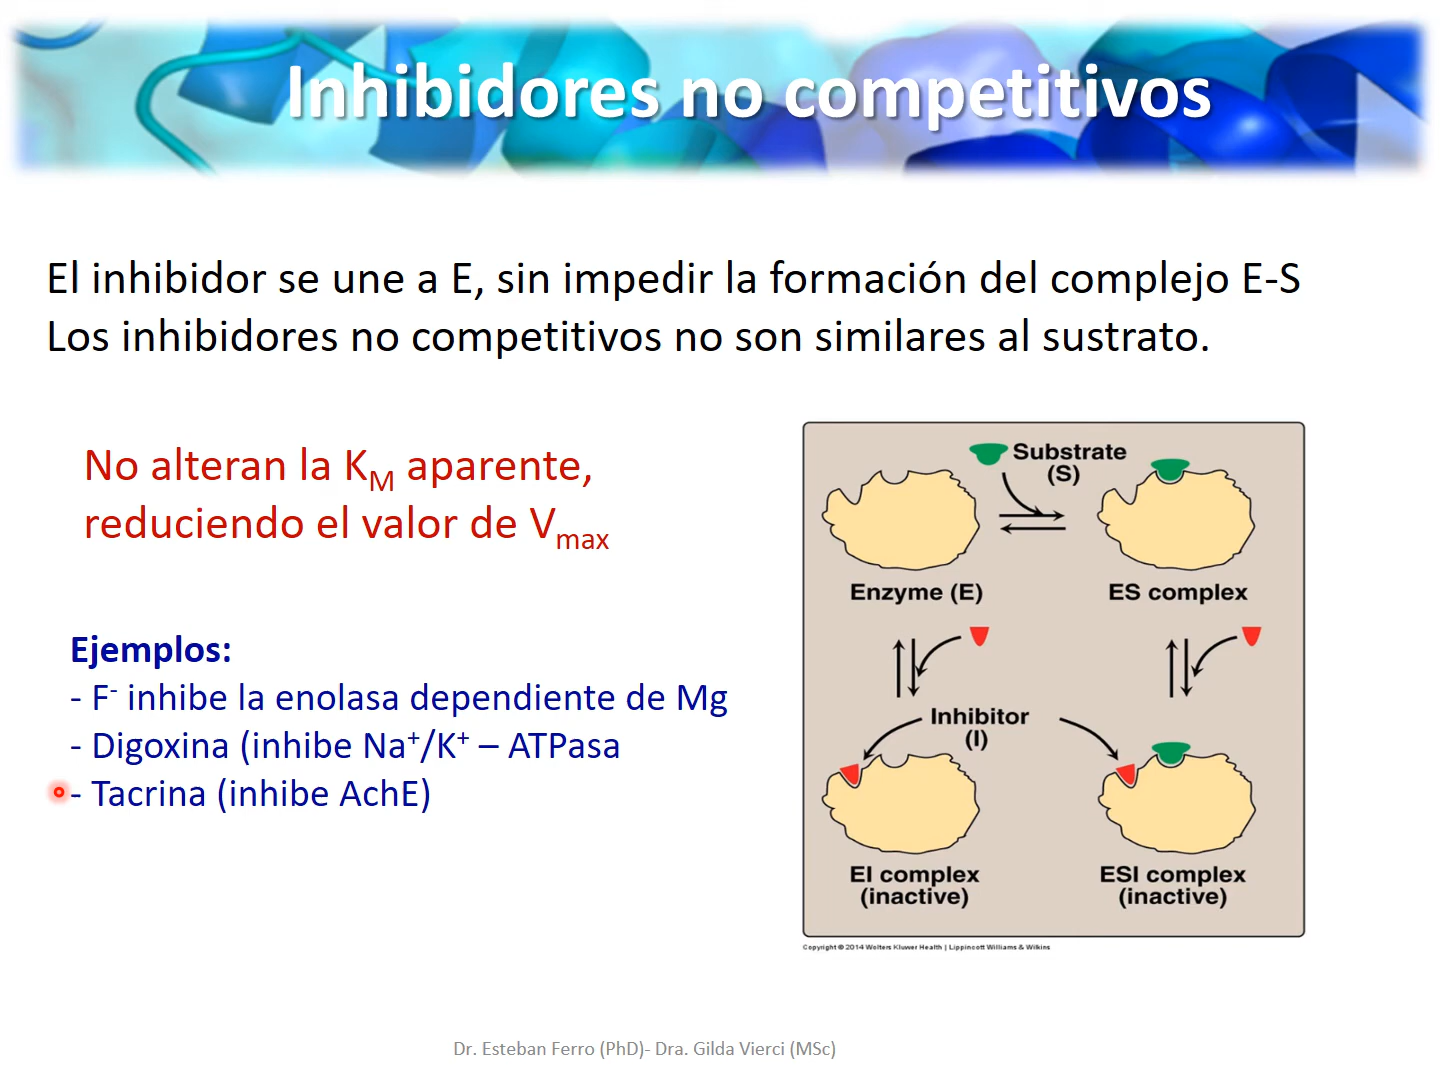 Inhibidores no competitivos
El inhibidor se une a E, sin impedir la formación del complejo E-S
Los inhibidores no competitivos no son similares al sustrato.
No alteran la KM aparente,
reduciendo el valor de Vmax
Ejemplos:
- F- inhibe la enolasa dependiente de Mg
- Digoxina (inhibe Na+/K+ – ATPasa
- Tacrina (inhibe AchE)
Substrate
(S)
Enzyme (E)
ES complex
Inhibitor
(I)
EI complex
(inactive)
ESI complex
(inactive)
Copyright © 2014 Wolters Kluwer Health | Lippincott Williams & Wilkins
Dr. Esteban Ferro (PhD)- Dra. Gilda Vierci (MSc)